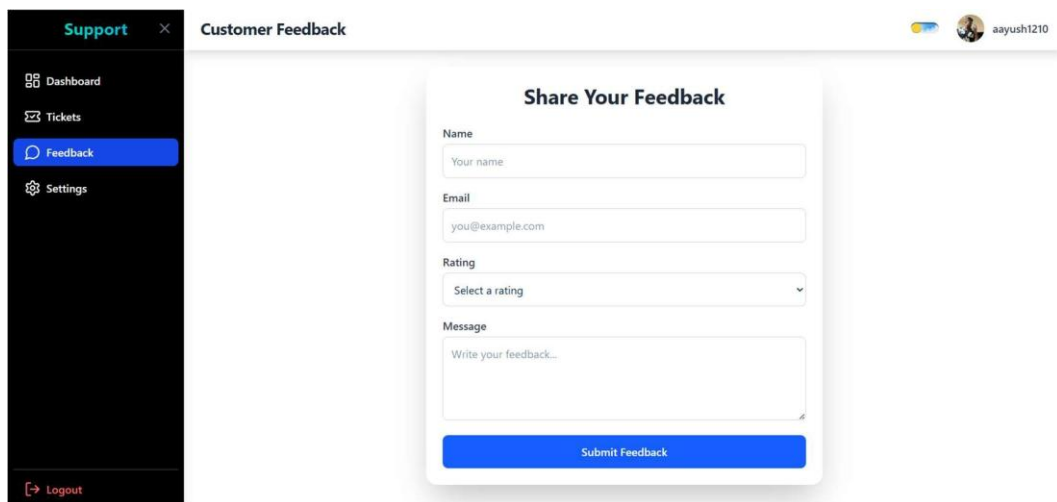 Support
Customer Feedback
aayush1210
Dashboard
Tickets
Feedback
Settings
Logout
Share Your Feedback
Name
Your name
Email
you@example.com
Rating
Select a rating
Message
Write your feedback...
Submit Feedback